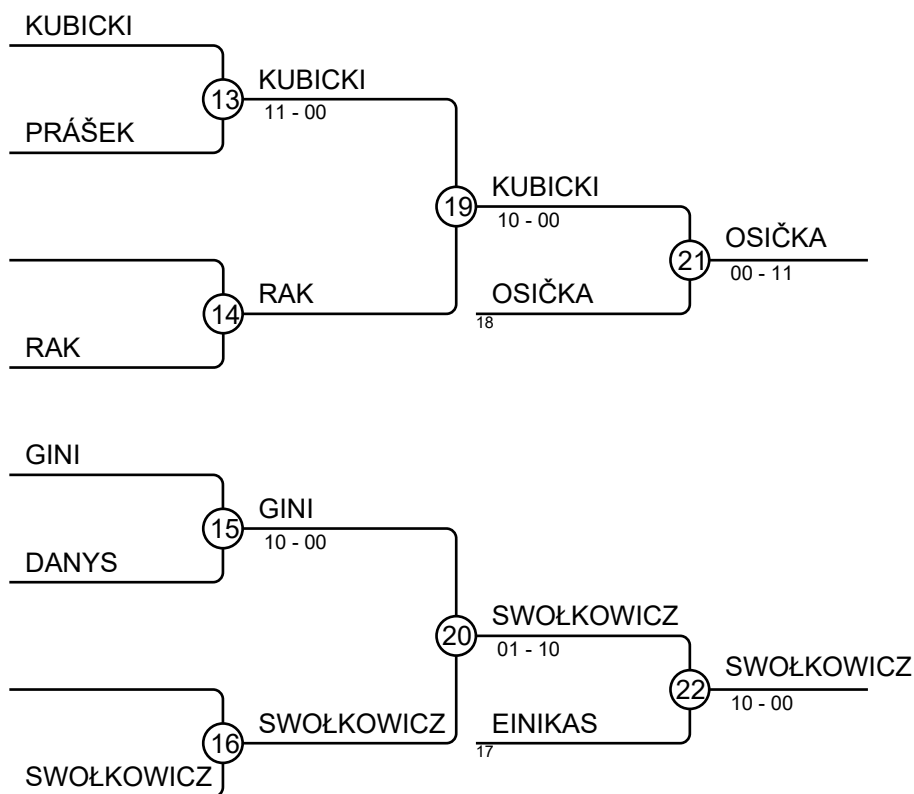 KUBICKI
13
KUBICKI
11 - 00
PRÁŠEK
19
KUBICKI
10 - 00
21
OSIČKA
00 - 11
14
RAK
OSIČKA
18
RAK
GINI
15
GINI
10 - 00
DANYS
20
SWOŁKOWICZ
01 - 10
22
SWOŁKOWICZ
10 - 00
16
SWOŁKOWICZ
EINIKAS
17
SWOŁKOWICZ